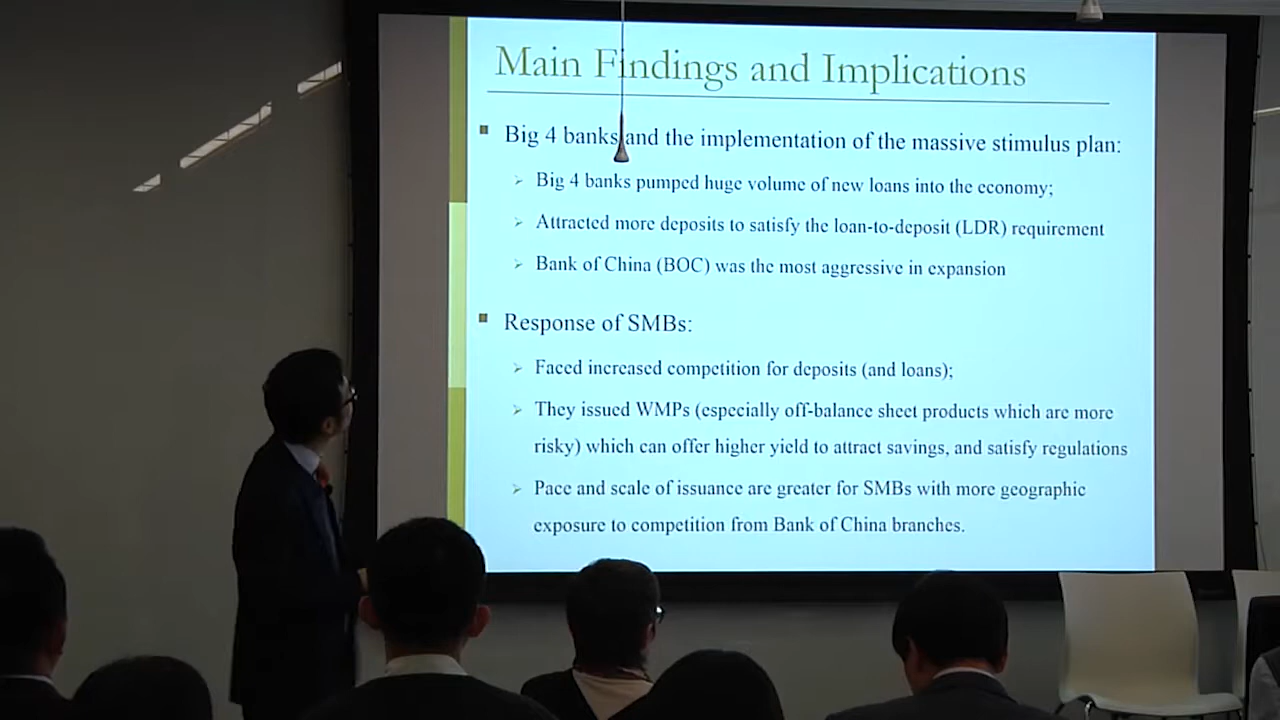 Main Findings and Implications
Big 4 banks and the implementation of the massive stimulus plan:
Big 4 banks pumped huge volume of new loans into the economy;
Attracted more deposits to satisfy the loan-to-deposit (LDR) requirement
Bank of China (BOC) was the most aggressive in expansion
Response of SMBs:
Faced increased competition for deposits (and loans);
They issued WMPs (especially off-balance sheet products which are more
risky) which can offer higher yield to attract savings, and satisfy regulations
Pace and scale of issuance are greater for SMBs with more geographic
exposure to competition from Bank of China branches.